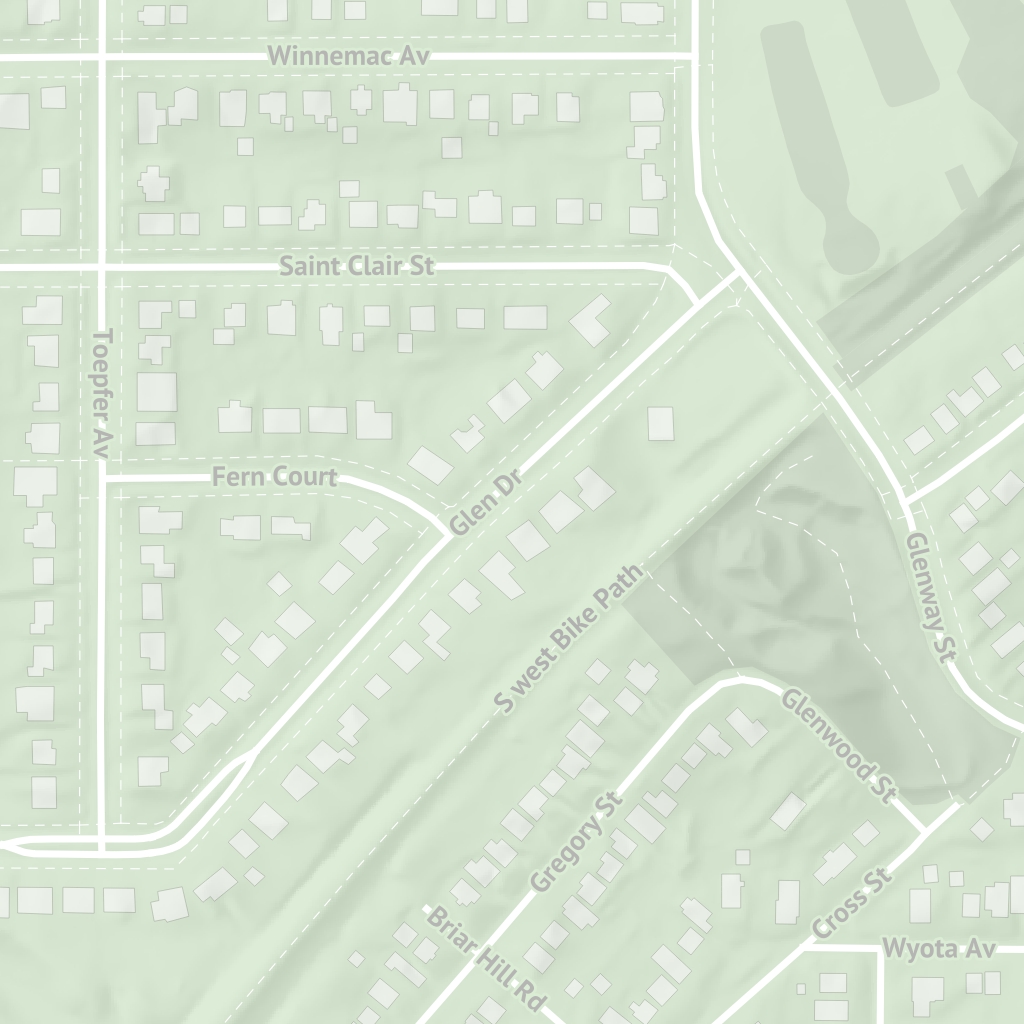 Winnemac Av
Saint Clair St
Toepfer Av
Fern Court
Glen Dr
Glenway St
S west Bike Path
Glenwood St
Gregory St
Cross St
Briar Hill Rd
Wyota Av